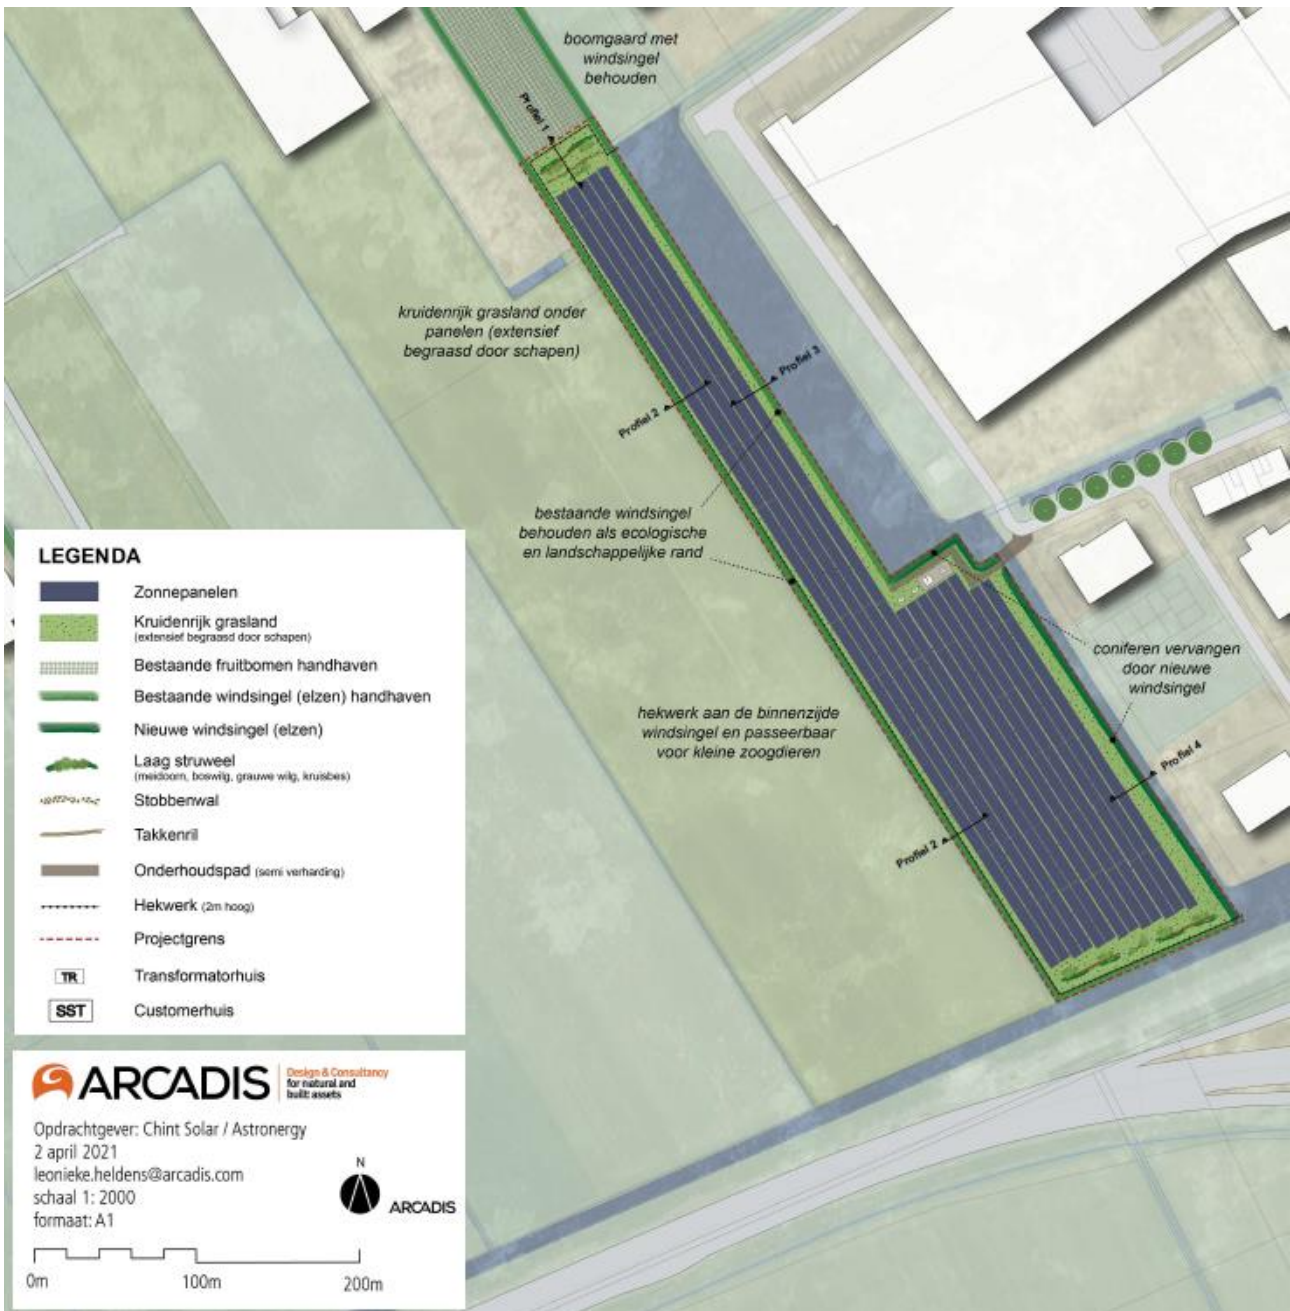 boomgaard met
windsingel
behouden
Profiel 1
kruidenrijk grasland onder
panelen (extensief
begraasd door schapen)
Profiel 3
Profiel 2
bestaande windsingel
behouden als ecologische
en landschappelijke rand
coniferen vervangen
door nieuwe
windsingel
hekwerk aan de binnenzijde
windsingel en passeerbaar
voor kleine zoogdieren
Profiel 4
Profiel 2
LEGENDA
Zonnepanelen
Kruidenrijk grasland
(extensief begraasd door schapen)
Bestaande fruitbomen handhaven
Bestaande windsingel (elzen) handhaven
Nieuwe windsingel (elzen)
Laag struweel
(meidoorn, boswilg, grauwe wilg, kruisbes)
Stobbenwal
Takkenril
Onderhoudspad (semi verharding)
Hekwerk (2m hoog)
Projectgrens
TR Transformatorhuis
SST Customerhuis
ARCADIS
Design & Consultancy
for natural and
built assets
Opdrachtgever: Chint Solar / Astronergy
2 april 2021
leonieke.heldens@arcadis.com
schaal 1: 2000
formaat: A1
N
ARCADIS
0m 100m 200m